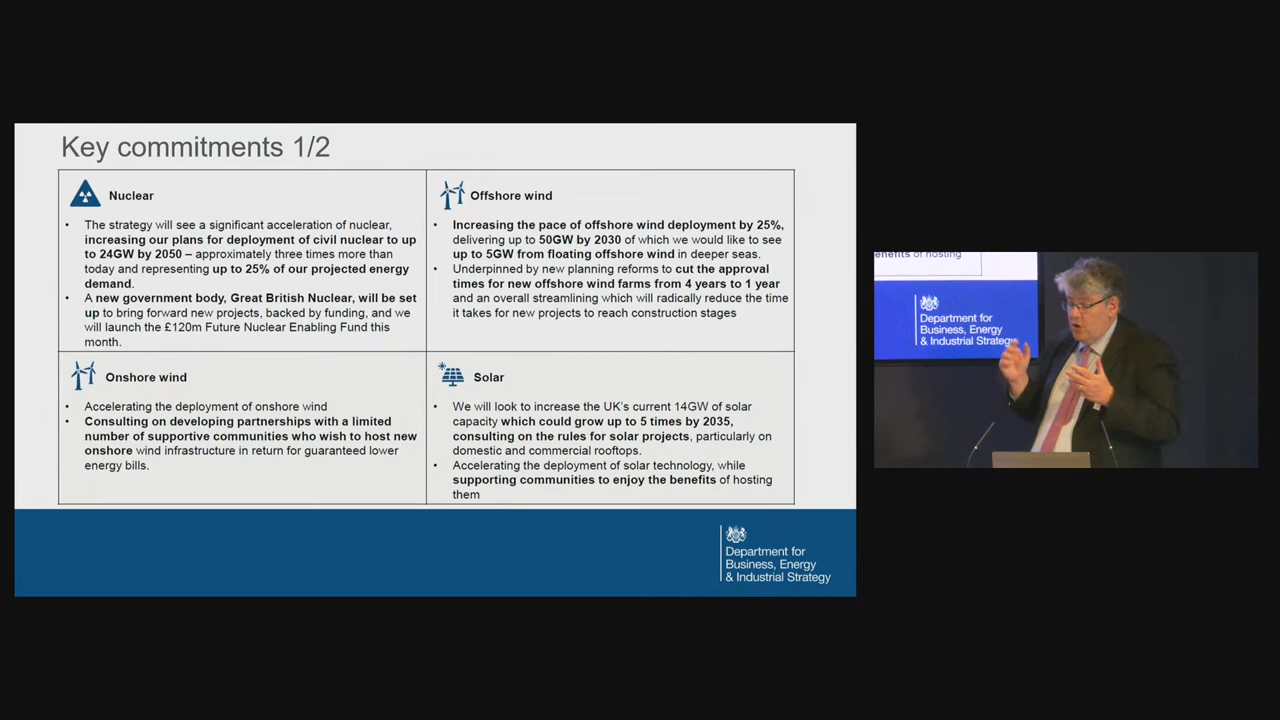 Key commitments 1/2
Nuclear
• The strategy will see a significant acceleration of nuclear,
increasing our plans for deployment of civil nuclear to up
to 24GW by 2050 – approximately three times more than
today and representing up to 25% of our projected energy
demand.
• A new government body, Great British Nuclear, will be set
up to bring forward new projects, backed by funding, and we
will launch the £120m Future Nuclear Enabling Fund this
month.
Offshore wind
• Increasing the pace of offshore wind deployment by 25%,
delivering up to 50GW by 2030 of which we would like to see
up to 5GW from floating offshore wind in deeper seas.
• Underpinned by new planning reforms to cut the approval
times for new offshore wind farms from 4 years to 1 year
and an overall streamlining which will radically reduce the time
it takes for new projects to reach construction stages
Onshore wind
• Accelerating the deployment of onshore wind
• Consulting on developing partnerships with a limited
number of supportive communities who wish to host new
onshore wind infrastructure in return for guaranteed lower
energy bills.
Solar
• We will look to increase the UK's current 14GW of solar
capacity which could grow up to 5 times by 2035,
consulting on the rules for solar projects, particularly on
domestic and commercial rooftops.
• Accelerating the deployment of solar technology, while
supporting communities to enjoy the benefits of hosting
them
Department for
Business, Energy
& Industrial Strategy
benefits of hosting
Department for
Business, Energy
& Industrial Strategy